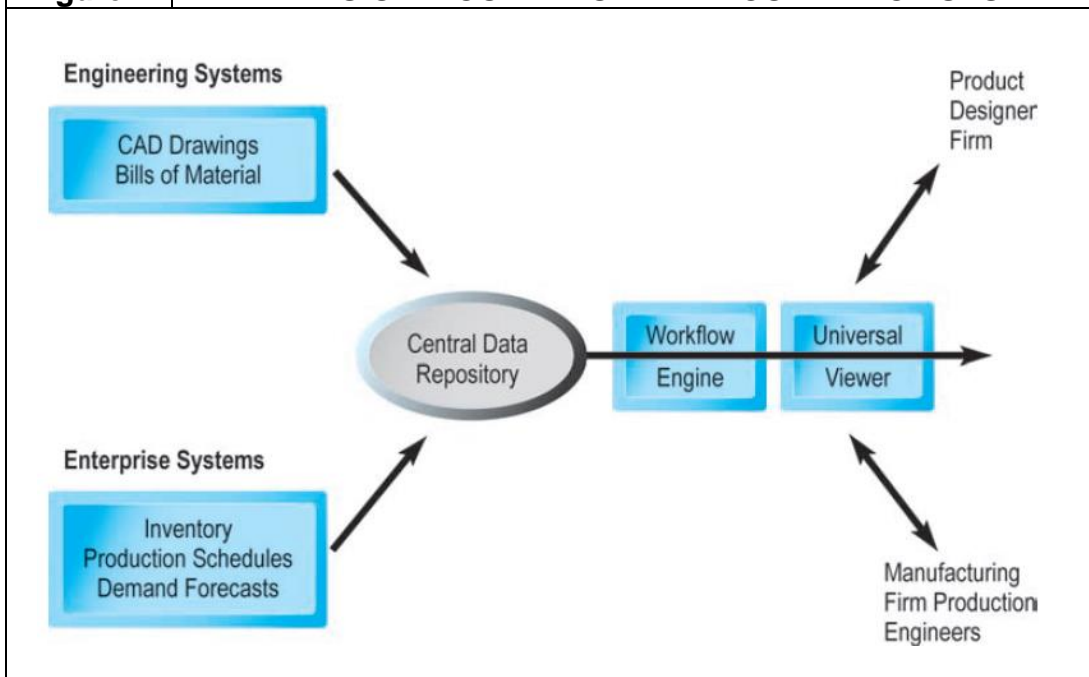 Engineering Systems
CAD Drawings
Bills of Material
Product
Designer
Firm
Central Data
Repository
Workflow
Engine
Universal
Viewer
Enterprise Systems
Inventory
Production Schedules
Demand Forecasts
Manufacturing
Firm Production
Engineers